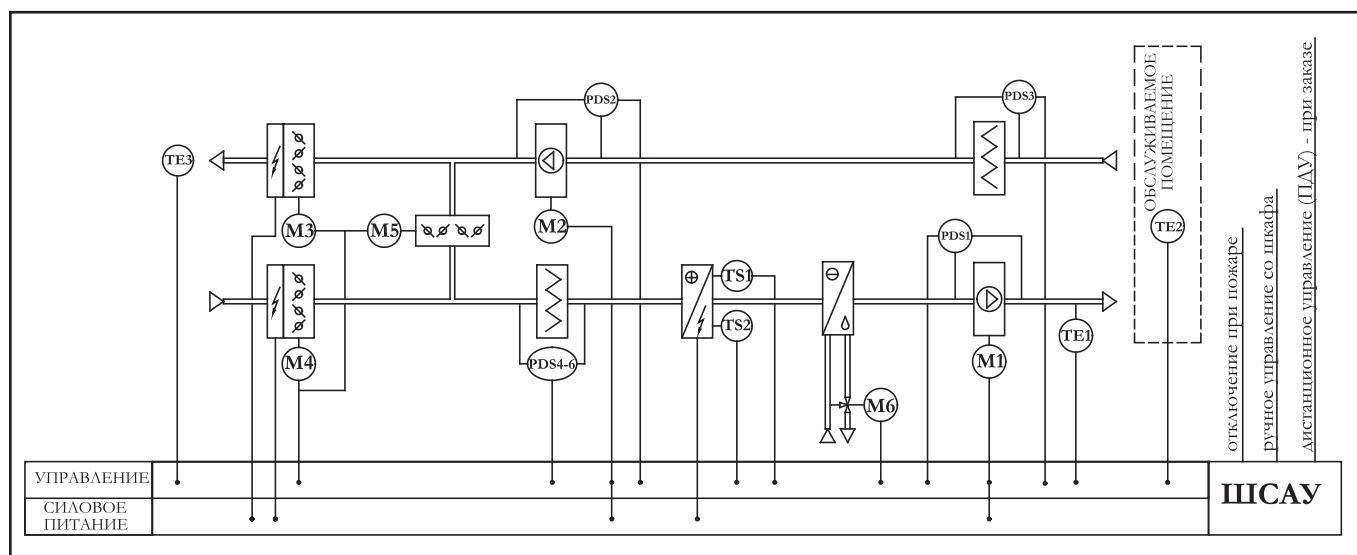 PDS2
PDS3
TE3
ОБСЛУЖИВАЕМОЕ
ПОМЕЩЕНИЕ
M3
M5
M2
PDS1
TE2
TS1
TS2
M4
PDS4-6
M1
TE1
M6
отключение при пожаре
ручное управление со шкафа
дистанционное управление (ПДУ) - при заказе
УПРАВЛЕНИЕ
СИЛОВОЕ
ПИТАНИЕ
ШСАУ